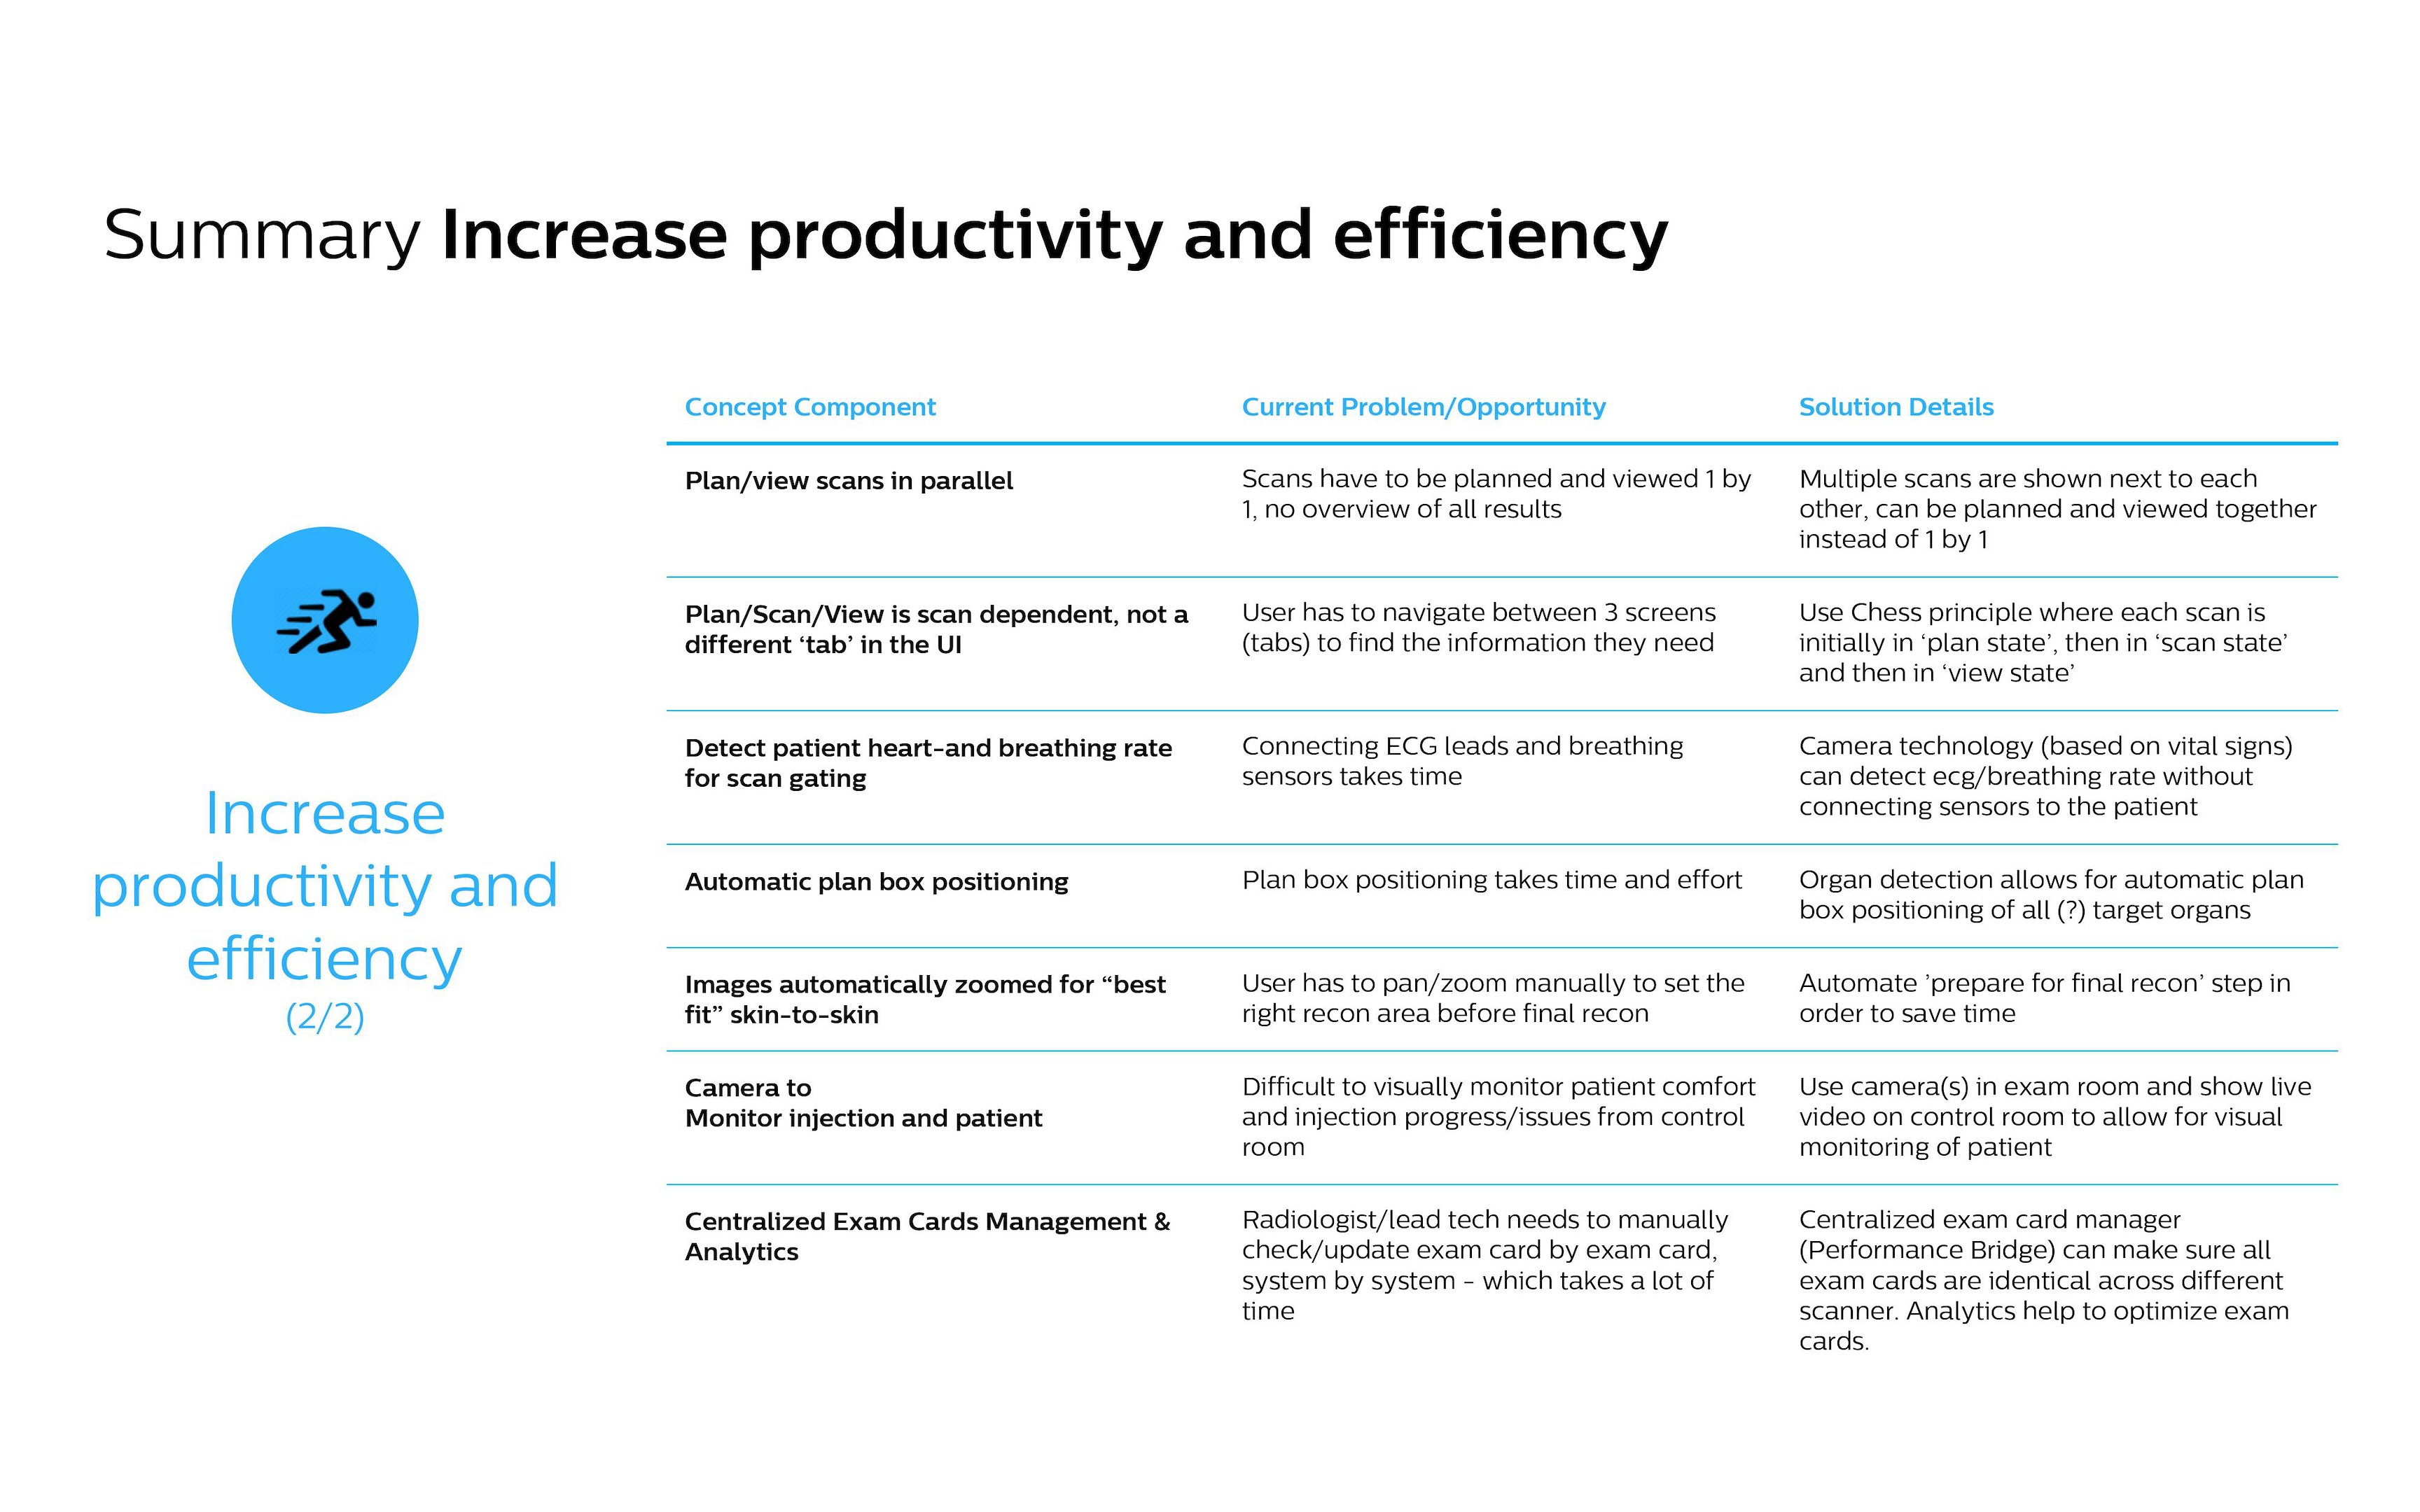 Summary Increase productivity and efficiency
Increase
productivity and
efficiency
(2/2)
Concept Component
Current Problem/Opportunity
Solution Details
Plan/view scans in parallel
Scans have to be planned and viewed 1 by
1, no overview of all results
Multiple scans are shown next to each
other, can be planned and viewed together
instead of 1 by 1
Plan/Scan/View is scan dependent, not a
different ‘tab’ in the UI
User has to navigate between 3 screens
(tabs) to find the information they need
Use Chess principle where each scan is
initially in ‘plan state’, then in ‘scan state’
and then in ‘view state’
Detect patient heart-and breathing rate
for scan gating
Connecting ECG leads and breathing
sensors takes time
Camera technology (based on vital signs)
can detect ecg/breathing rate without
connecting sensors to the patient
Automatic plan box positioning
Plan box positioning takes time and effort
Organ detection allows for automatic plan
box positioning of all (?) target organs
Images automatically zoomed for “best
fit” skin-to-skin
User has to pan/zoom manually to set the
right recon area before final recon
Automate ’prepare for final recon’ step in
order to save time
Camera to
Monitor injection and patient
Difficult to visually monitor patient comfort
and injection progress/issues from control
room
Use camera(s) in exam room and show live
video on control room to allow for visual
monitoring of patient
Centralized Exam Cards Management &
Analytics
Radiologist/lead tech needs to manually
check/update exam card by exam card,
system by system - which takes a lot of
time
Centralized exam card manager
(Performance Bridge) can make sure all
exam cards are identical across different
scanner. Analytics help to optimize exam
cards.